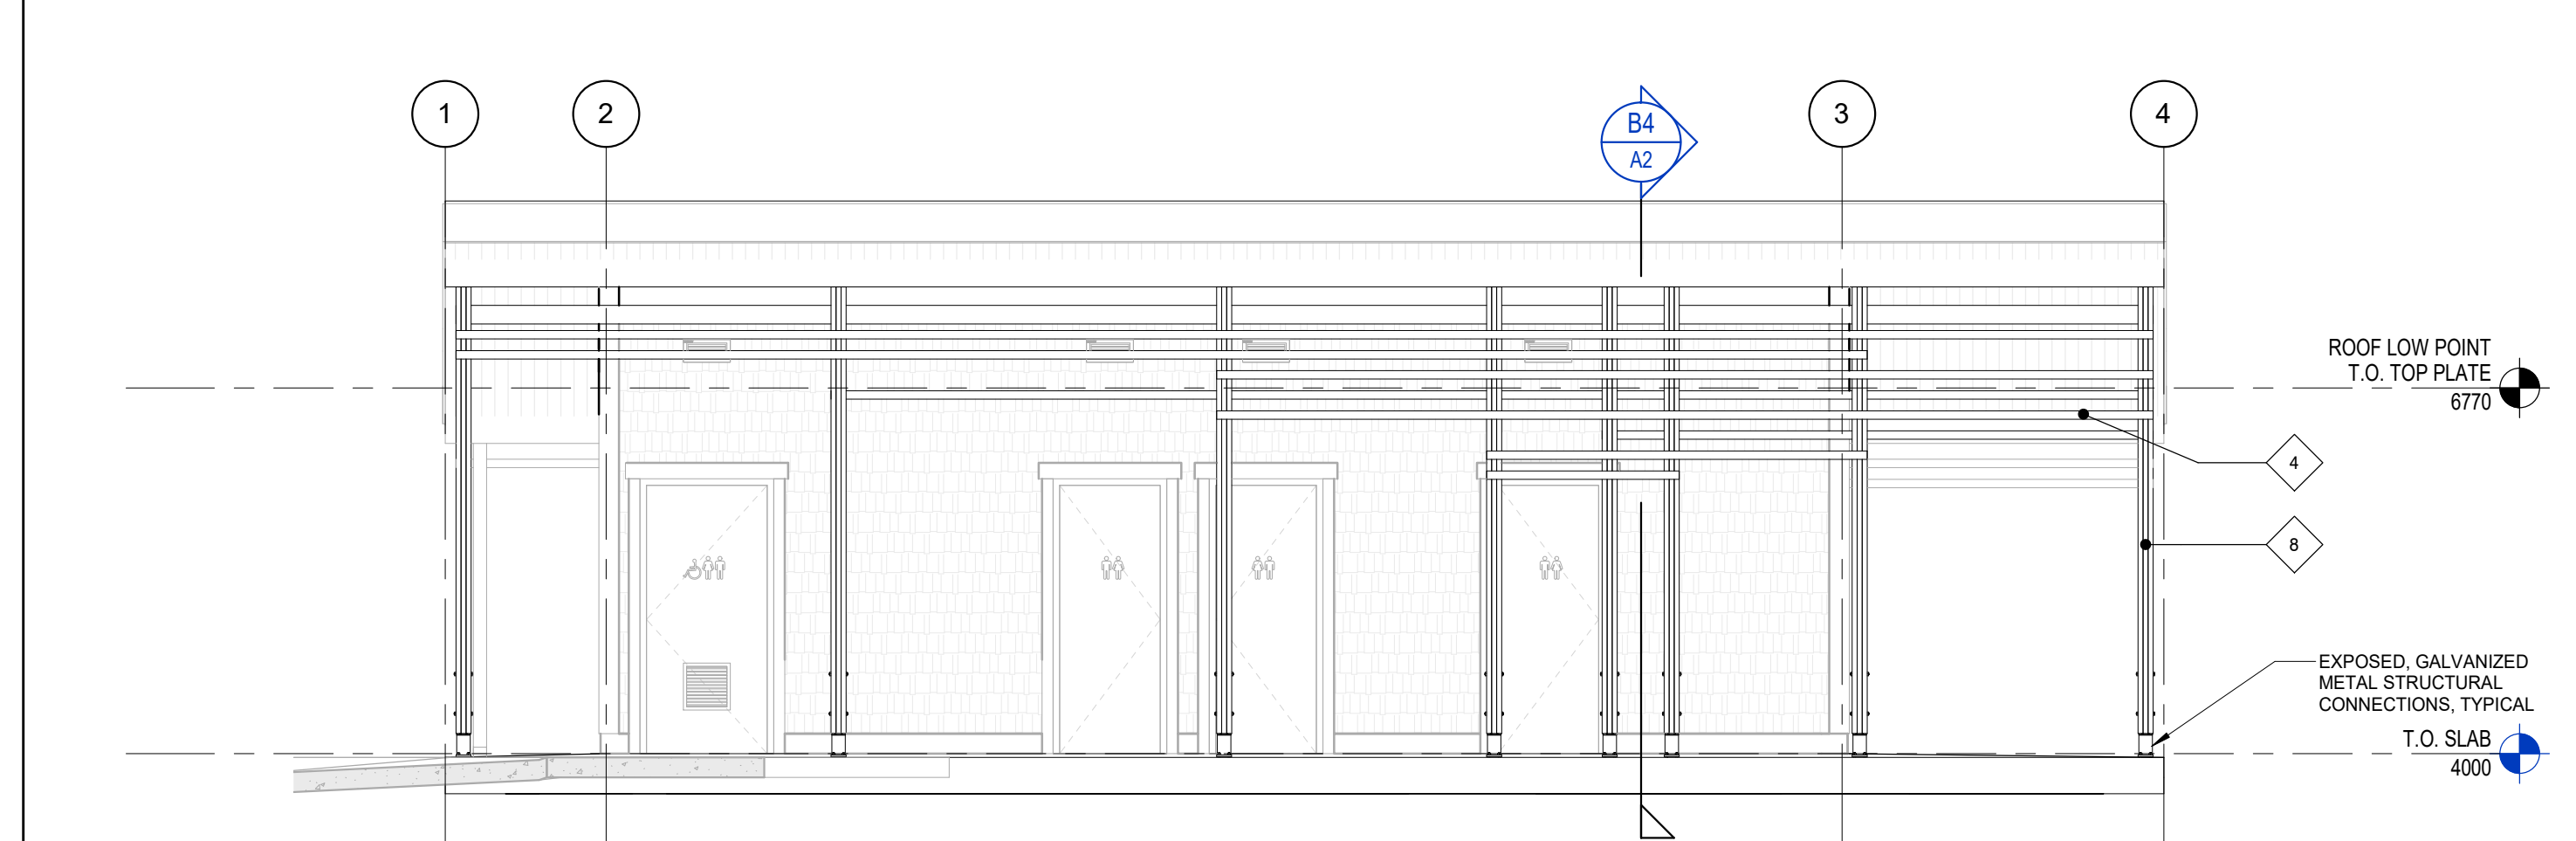 1
2
B4
A2
3
4
ROOF LOW POINT
T.O. TOP PLATE
6770
4
8
EXPOSED, GALVANIZED
METAL STRUCTURAL
CONNECTIONS, TYPICAL
T.O. SLAB
4000